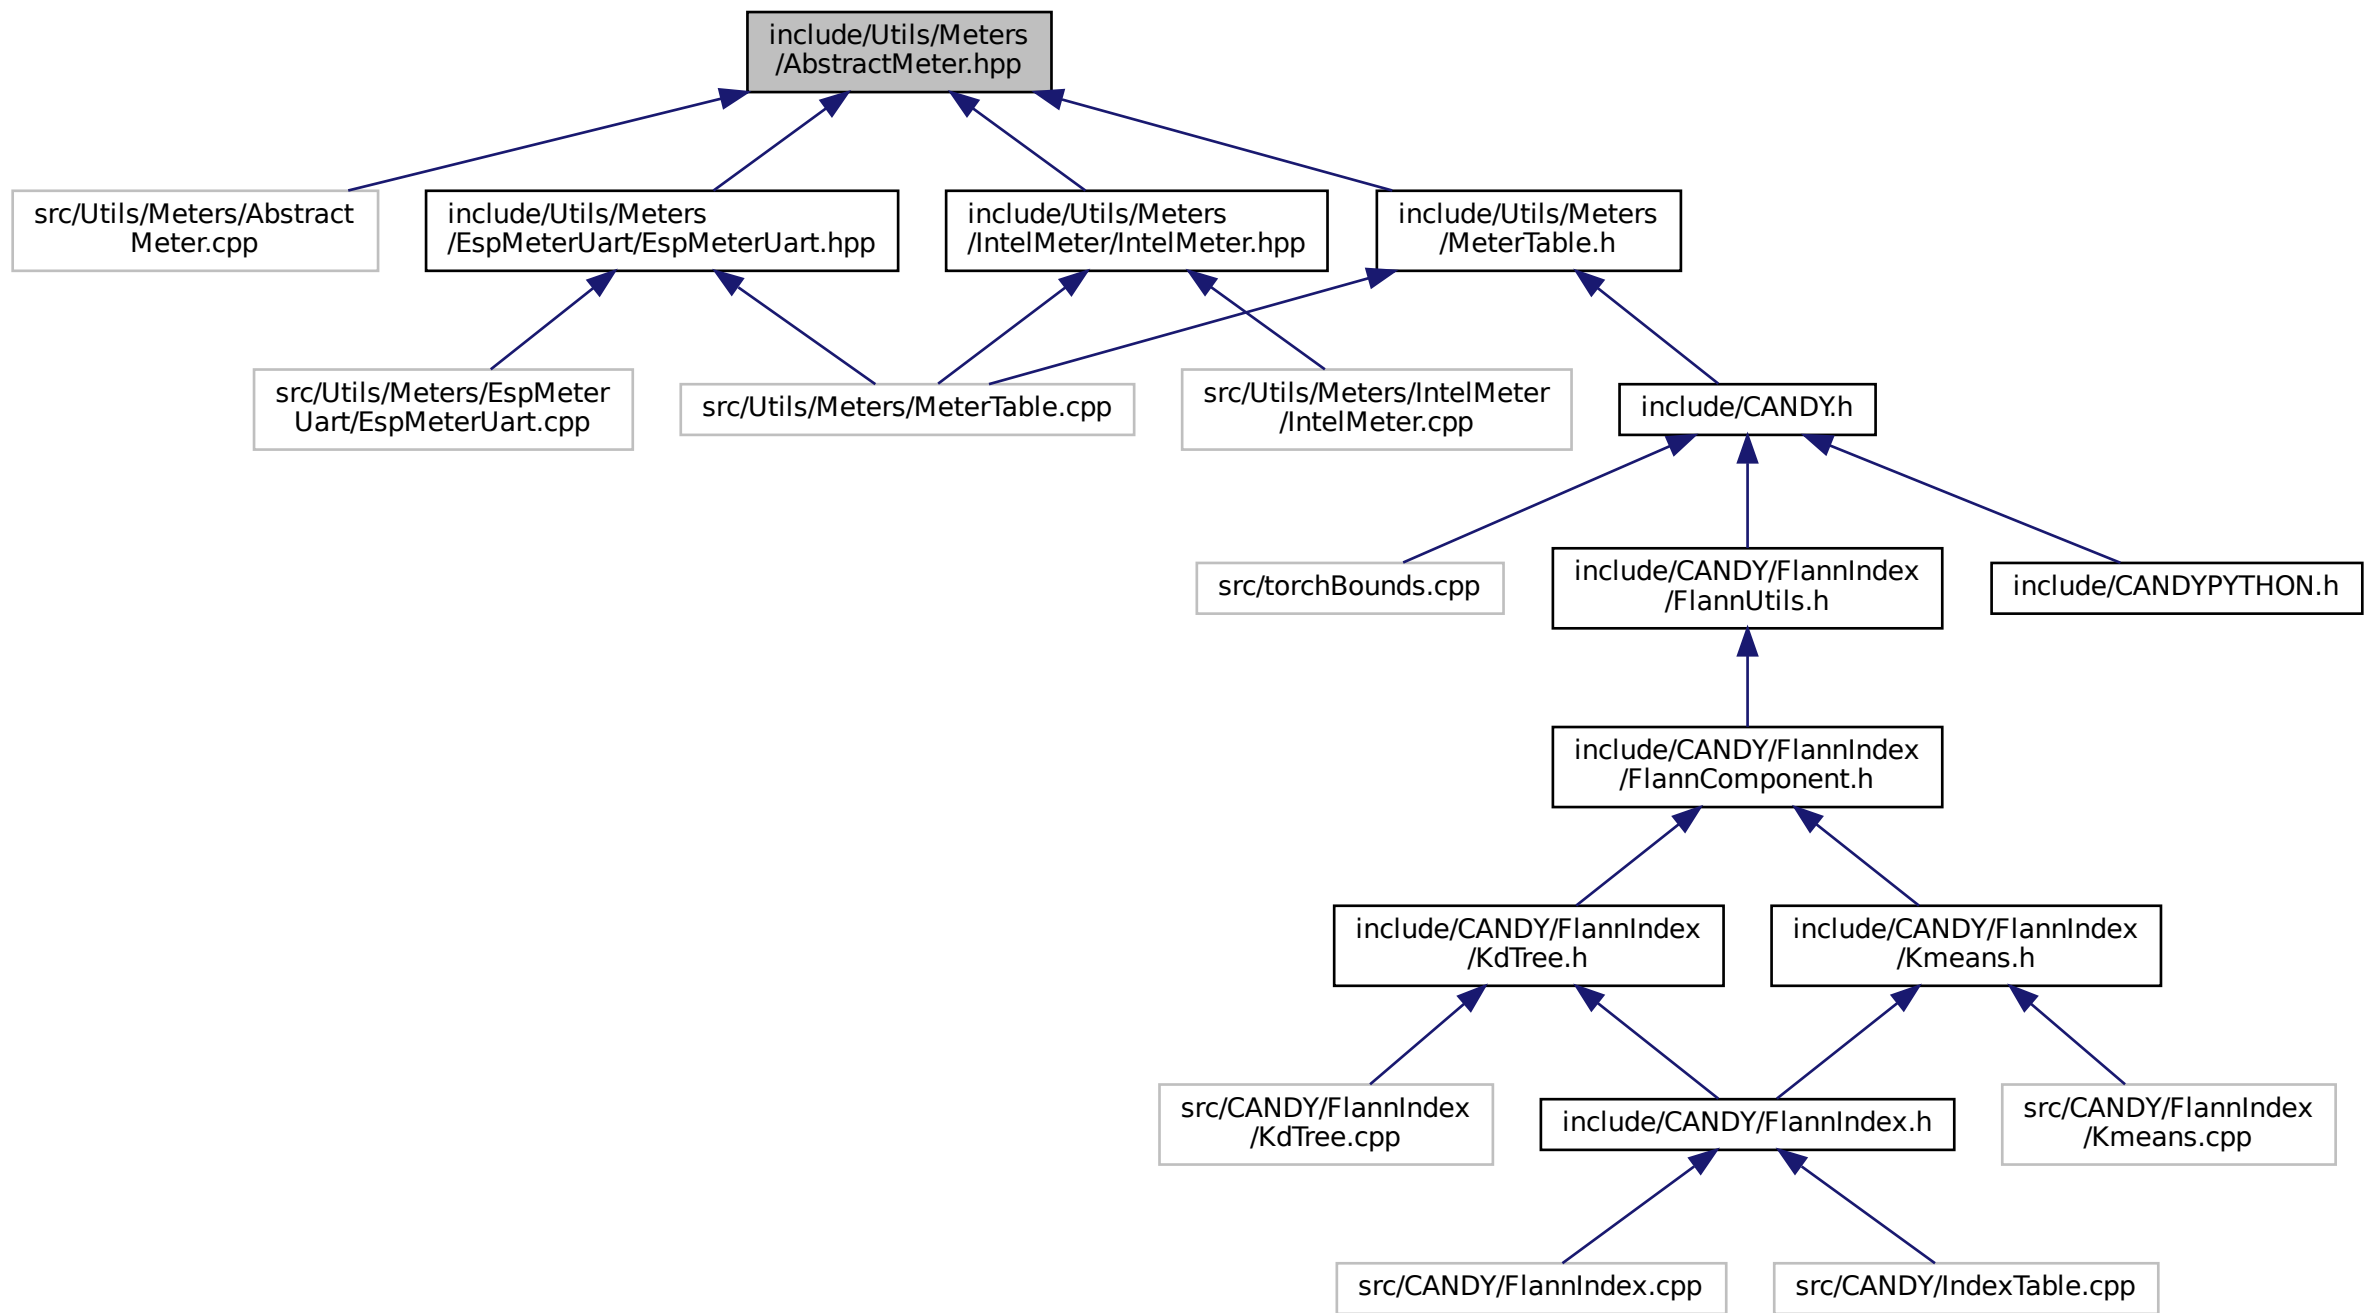 include/Utils/Meters
/AbstractMeter.hpp
src/Utils/Meters/Abstract
Meter.cpp
include/Utils/Meters
/EspMeterUart/EspMeterUart.hpp
include/Utils/Meters
/IntelMeter/IntelMeter.hpp
include/Utils/Meters
/MeterTable.h
src/Utils/Meters/EspMeter
Uart/EspMeterUart.cpp
src/Utils/Meters/MeterTable.cpp
src/Utils/Meters/IntelMeter
/IntelMeter.cpp
include/CANDY.h
src/torchBounds.cpp
include/CANDY/FlannIndex
/FlannUtils.h
include/CANDYPYTHON.h
include/CANDY/FlannIndex
/FlannComponent.h
include/CANDY/FlannIndex
/KdTree.h
include/CANDY/FlannIndex
/Kmeans.h
src/CANDY/FlannIndex
/KdTree.cpp
include/CANDY/FlannIndex.h
src/CANDY/FlannIndex
/Kmeans.cpp
src/CANDY/FlannIndex.cpp
src/CANDY/IndexTable.cpp